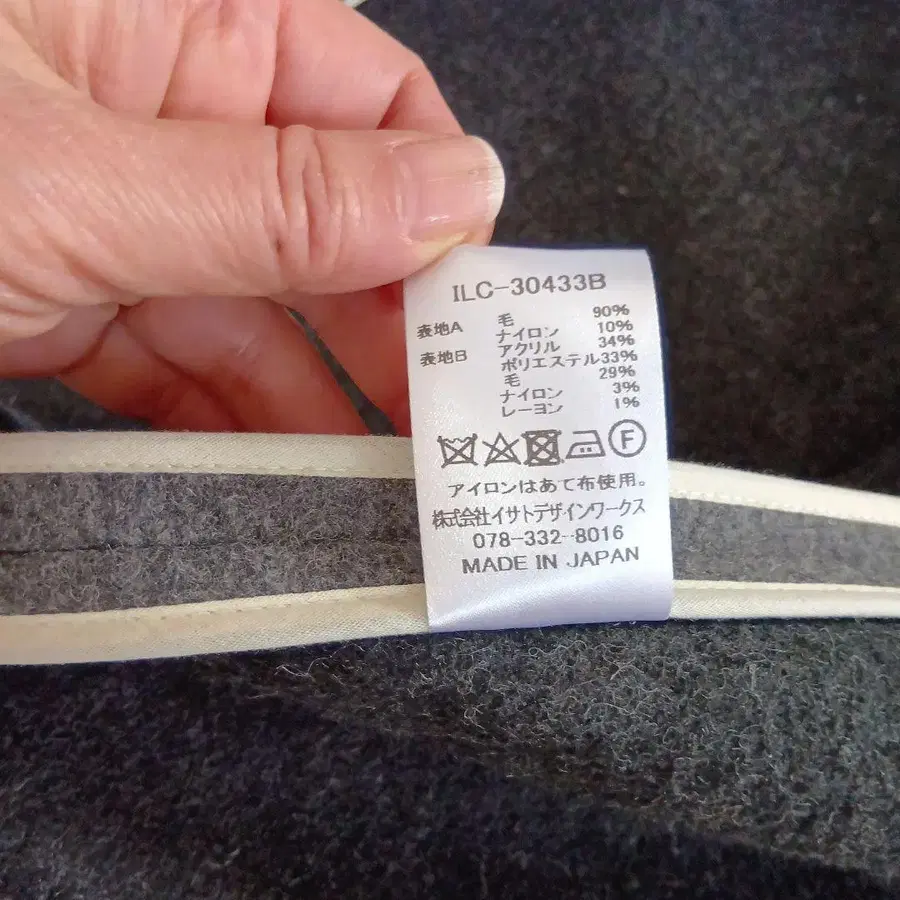 ILC-30433B
表地A 毛 90%
ナイロン 10%
表地B アクリル 34%
ポリエステル 33%
毛 29%
ナイロン 3%
レーヨン 1%
F
アイロンはあて布使用。
株式会社イサトデザインワークス
078-332-8016
MADE IN JAPAN